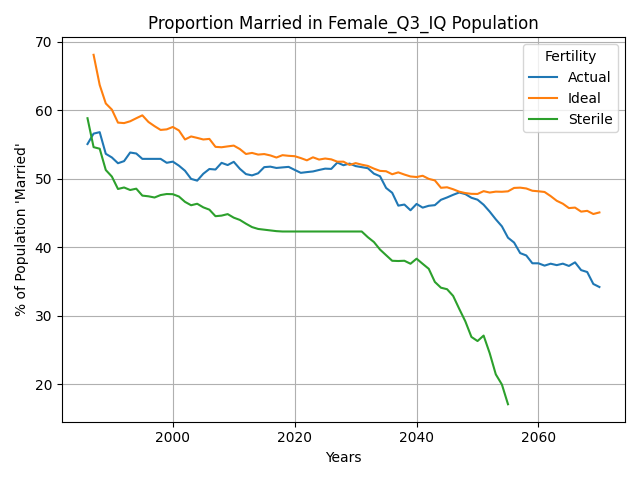 Proportion Married in Female_Q3_IQ Population
70
60
50
40
30
20
% of Population 'Married'
Fertility
Actual
Ideal
Sterile
2000
2020
2040
2060
Years